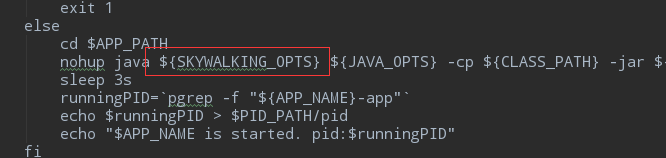 exit 1
else
cd $APP_PATH
nohup java ${SKYWALKING_OPTS} ${JAVA_OPTS} -cp ${CLASS_PATH} -jar $
sleep 3s
runningPID=`pgrep -f "${APP_NAME}-app"`
echo $runningPID > $PID_PATH/pid
echo "$APP_NAME is started. pid:$runningPID"
fi